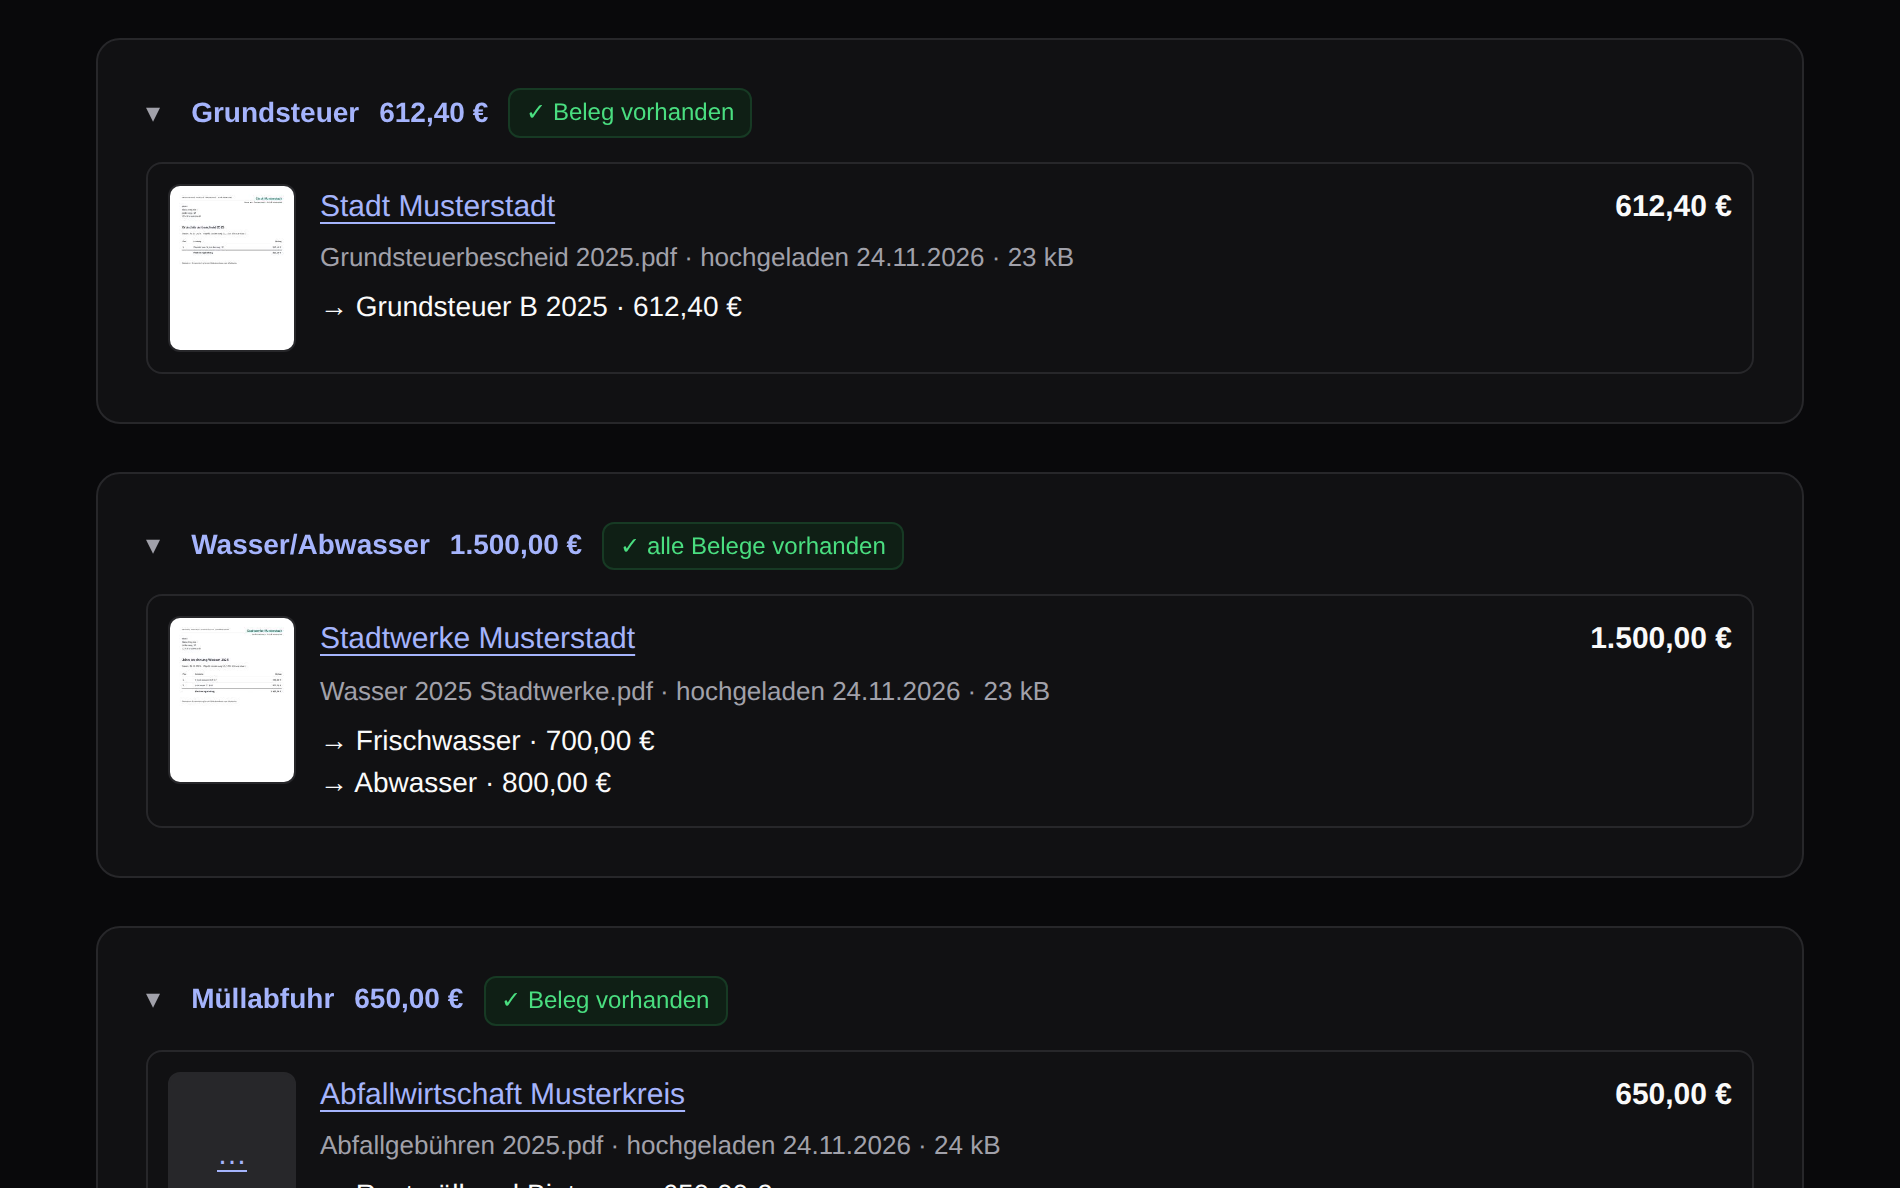 ▼ Grundsteuer 612,40 € ✓ Beleg vorhanden
Stadt Musterstadt 612,40 €
Grundsteuerbescheid 2025.pdf · hochgeladen 24.11.2026 · 23 kB
→ Grundsteuer B 2025 · 612,40 €
▼ Wasser/Abwasser 1.500,00 € ✓ alle Belege vorhanden
Stadtwerke Musterstadt 1.500,00 €
Wasser 2025 Stadtwerke.pdf · hochgeladen 24.11.2026 · 23 kB
→ Frischwasser · 700,00 €
→ Abwasser · 800,00 €
▼ Müllabfuhr 650,00 € ✓ Beleg vorhanden
Abfallwirtschaft Musterkreis 650,00 €
Abfallgebühren 2025.pdf · hochgeladen 24.11.2026 · 24 kB
...